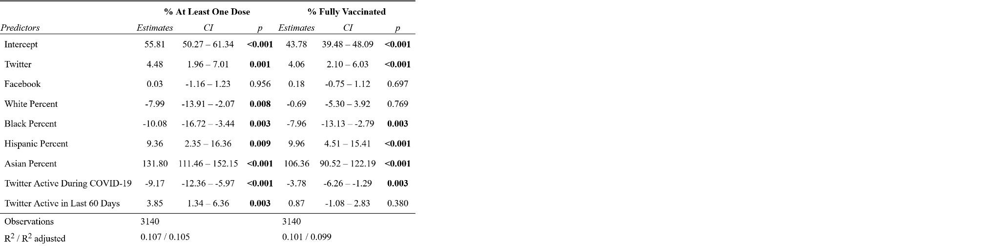 % At Least One Dose % Fully Vaccinated
Predictors Estimates CI p Estimates CI p
Intercept 55.81 50.27 – 61.34 <0.001 43.78 39.48 – 48.09 <0.001
Twitter 4.48 1.96 – 7.01 0.001 4.06 2.10 – 6.03 <0.001
Facebook 0.03 -1.16 – 1.23 0.956 0.18 -0.75 – 1.12 0.697
White Percent -7.99 -13.91 – -2.07 0.008 -0.69 -5.30 – 3.92 0.769
Black Percent -10.08 -16.72 – -3.44 0.003 -7.96 -13.13 – -2.79 0.003
Hispanic Percent 9.36 2.35 – 16.36 0.009 9.96 4.51 – 15.41 <0.001
Asian Percent 131.80 111.46 – 152.15 <0.001 106.36 90.52 – 122.19 <0.001
Twitter Active During COVID-19 -9.17 -12.36 – -5.97 <0.001 -3.78 -6.26 – -1.29 0.003
Twitter Active in Last 60 Days 3.85 1.34 – 6.36 0.003 0.87 -1.08 – 2.83 0.380
Observations 3140 3140
R² / R² adjusted 0.107 / 0.105 0.101 / 0.099